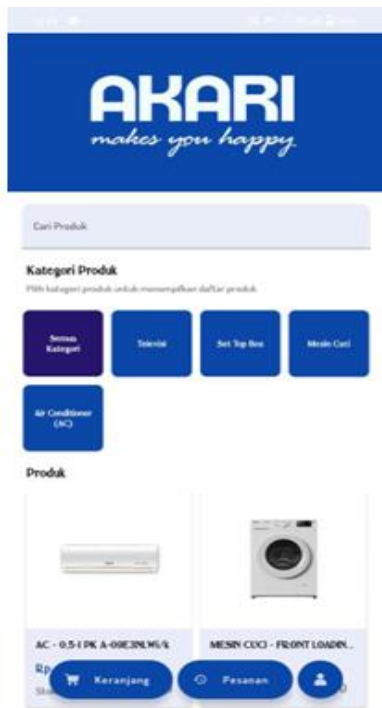 AKARI
makes you happy
Cari Produk
Kategori Produk
Pilih kategori produk untuk menampilkan daftar produk
Semua
Kategori
Televisi
Set Top Box
Mesin Cuci
Air Conditioner
(AC)
Produk
MESIN CUCI - FRONT LOADIN...
Rp
Keranjang
Pesanan